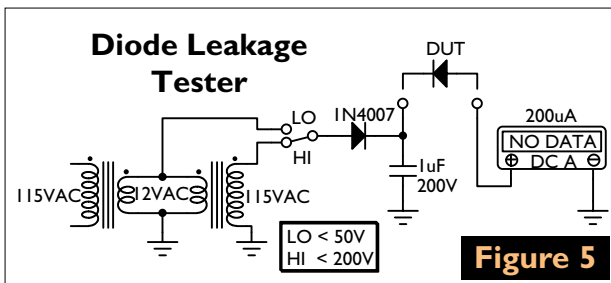 Diode Leakage
Tester
DUT
LO
HI
1N4007
200uA
NO DATA
DC A
1uF
200V
115VAC
12VAC
115VAC
LO < 50V
HI < 200V
Figure 5